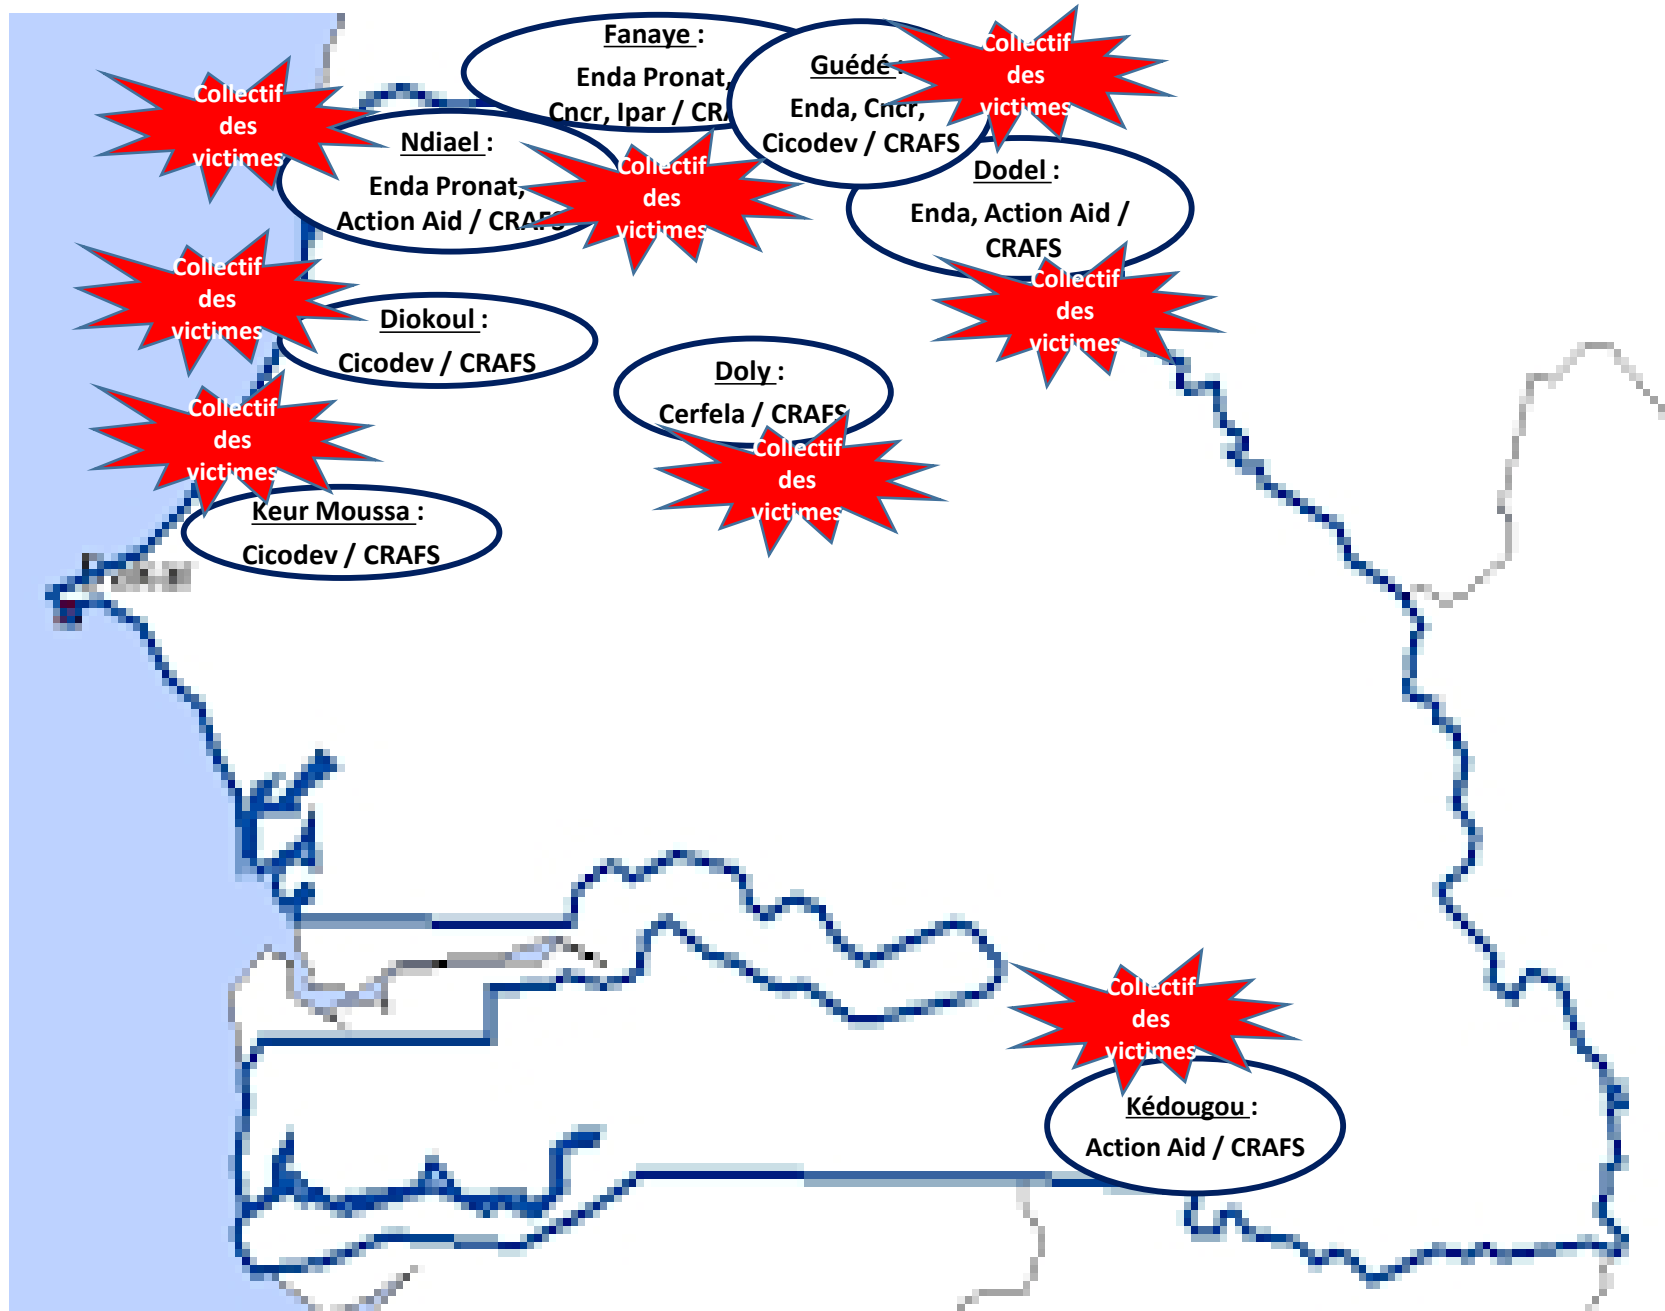 Fanaye :
Enda Pronat,
Cncr, Ipar / CRA
Guédé :
Enda, Cncr,
Cicodev / CRAFS
Collectif
des
victimes
Collectif
des
victimes
Ndiael :
Enda Pronat,
Action Aid / CRAFS
Collectif
des
victimes
Dodel :
Enda, Action Aid /
CRAFS
Collectif
des
victimes
Collectif
des
victimes
Diokoul :
Cicodev / CRAFS
Doly :
Cerfela / CRAFS
Collectif
des
victimes
Collectif
des
victimes
Keur Moussa :
Cicodev / CRAFS
Collectif
des
victimes
Kédougou :
Action Aid / CRAFS